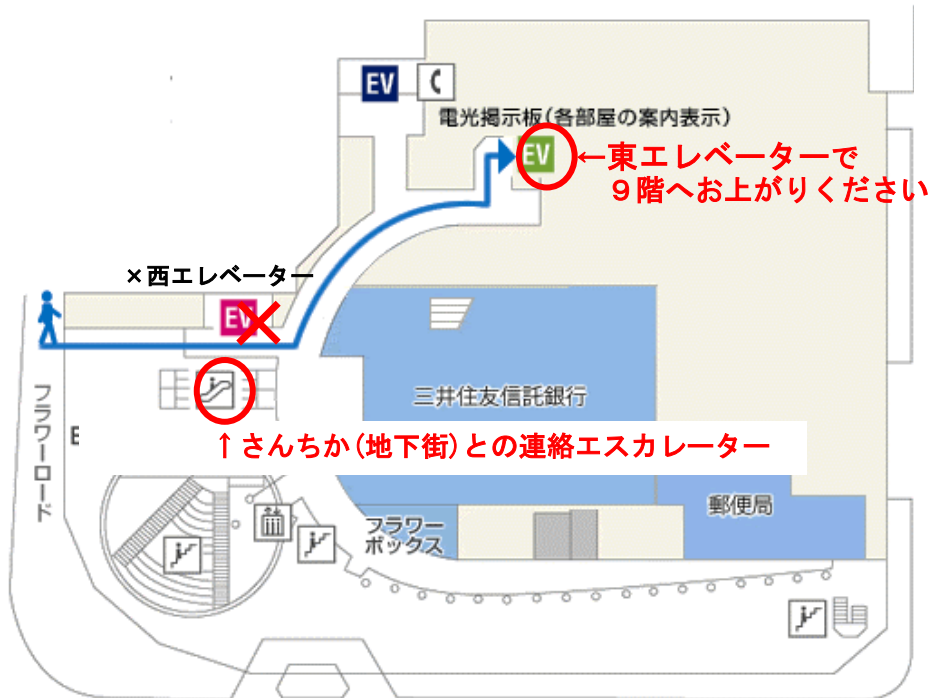 EV
電光掲示板(各部屋の案内表示)
EV
←東エレベーターで
９階へお上がりください
×西エレベーター
EV
三井住友信託銀行
フラワーロード
E
↑さんちか(地下街)との連絡エスカレーター
郵便局
フラワー
ボックス